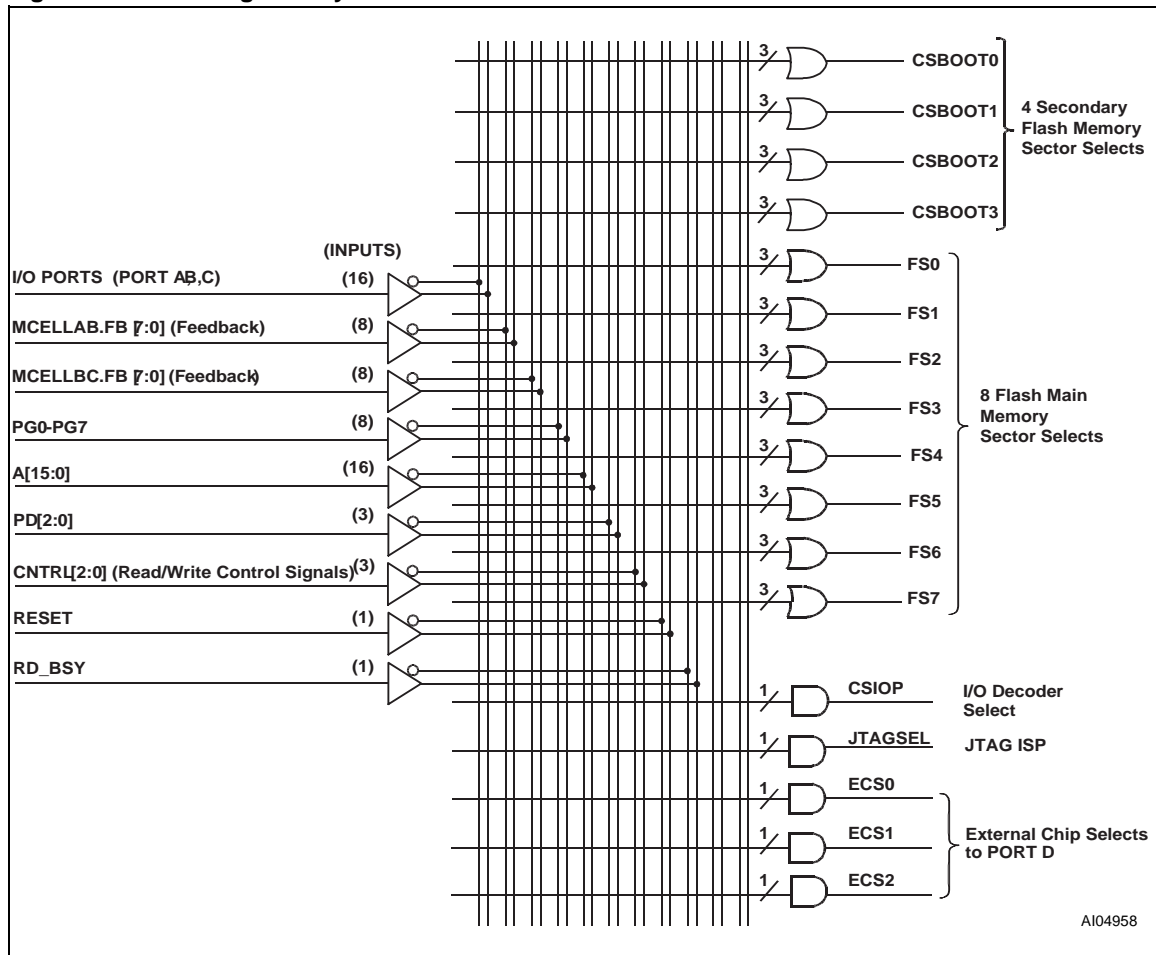 3 CSBOOT0
3 CSBOOT1
4 Secondary
Flash Memory
Sector Selects
3 CSBOOT2
3 CSBOOT3
(INPUTS)
I/O PORTS (PORT A,B,C) (16)
MCELLAB.FB [7:0] (Feedback) (8)
MCELLBC.FB [7:0] (Feedback) (8)
PG0-PG7 (8)
A[15:0] (16)
PD[2:0] (3)
CNTRL[2:0] (Read/Write Control Signals) (3)
RESET (1)
RD_BSY (1)
3 FS0
3 FS1
3 FS2
3 FS3
3 FS4
3 FS5
3 FS6
3 FS7
8 Flash Main
Memory
Sector Selects
1 CSIOP
I/O Decoder
Select
1 JTAGSEL
JTAG ISP
1 ECS0
1 ECS1
1 ECS2
External Chip Selects
to PORT D
AI04958